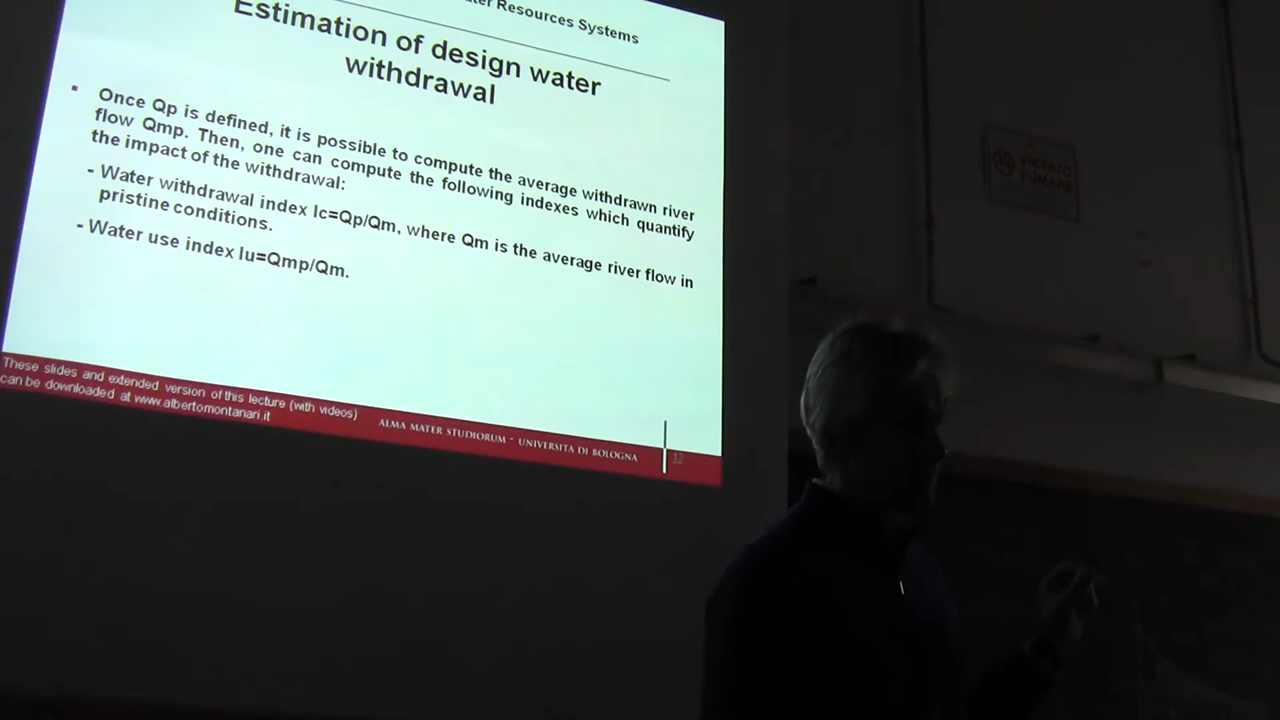 ter Resources Systems
Estimation of design water
withdrawal
▪ Once Qp is defined, it is possible to compute the average withdrawn river
flow Qmp. Then, one can compute the following indexes which quantify
the impact of the withdrawal:
- Water withdrawal index Ic=Qp/Qm, where Qm is the average river flow in
pristine conditions.
- Water use index Iu=Qmp/Qm.
These slides and extended version of this lecture (with videos)
can be downloaded at www.albertomontanari.it
ALMA MATER STUDIORUM - UNIVERSITA DI BOLOGNA
12
VIETATO
FUMARE